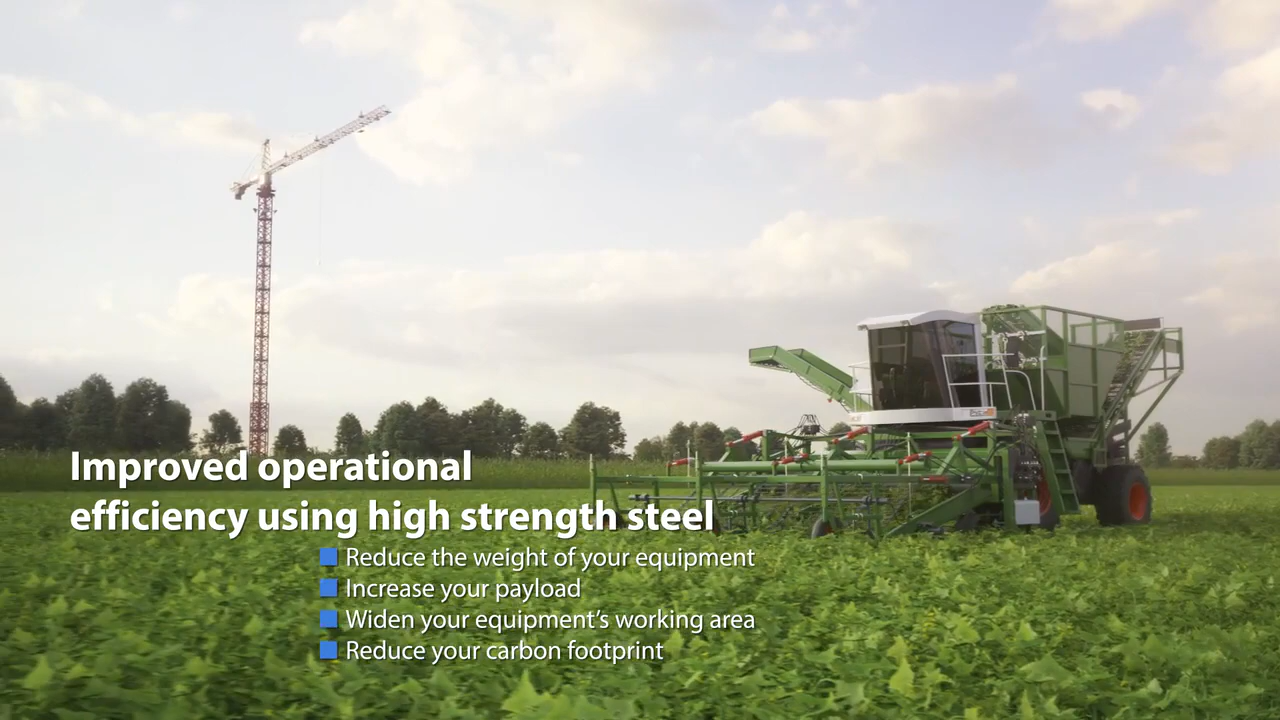 Improved operational
efficiency using high strength steel
Reduce the weight of your equipment
Increase your payload
Widen your equipment's working area
Reduce your carbon footprint